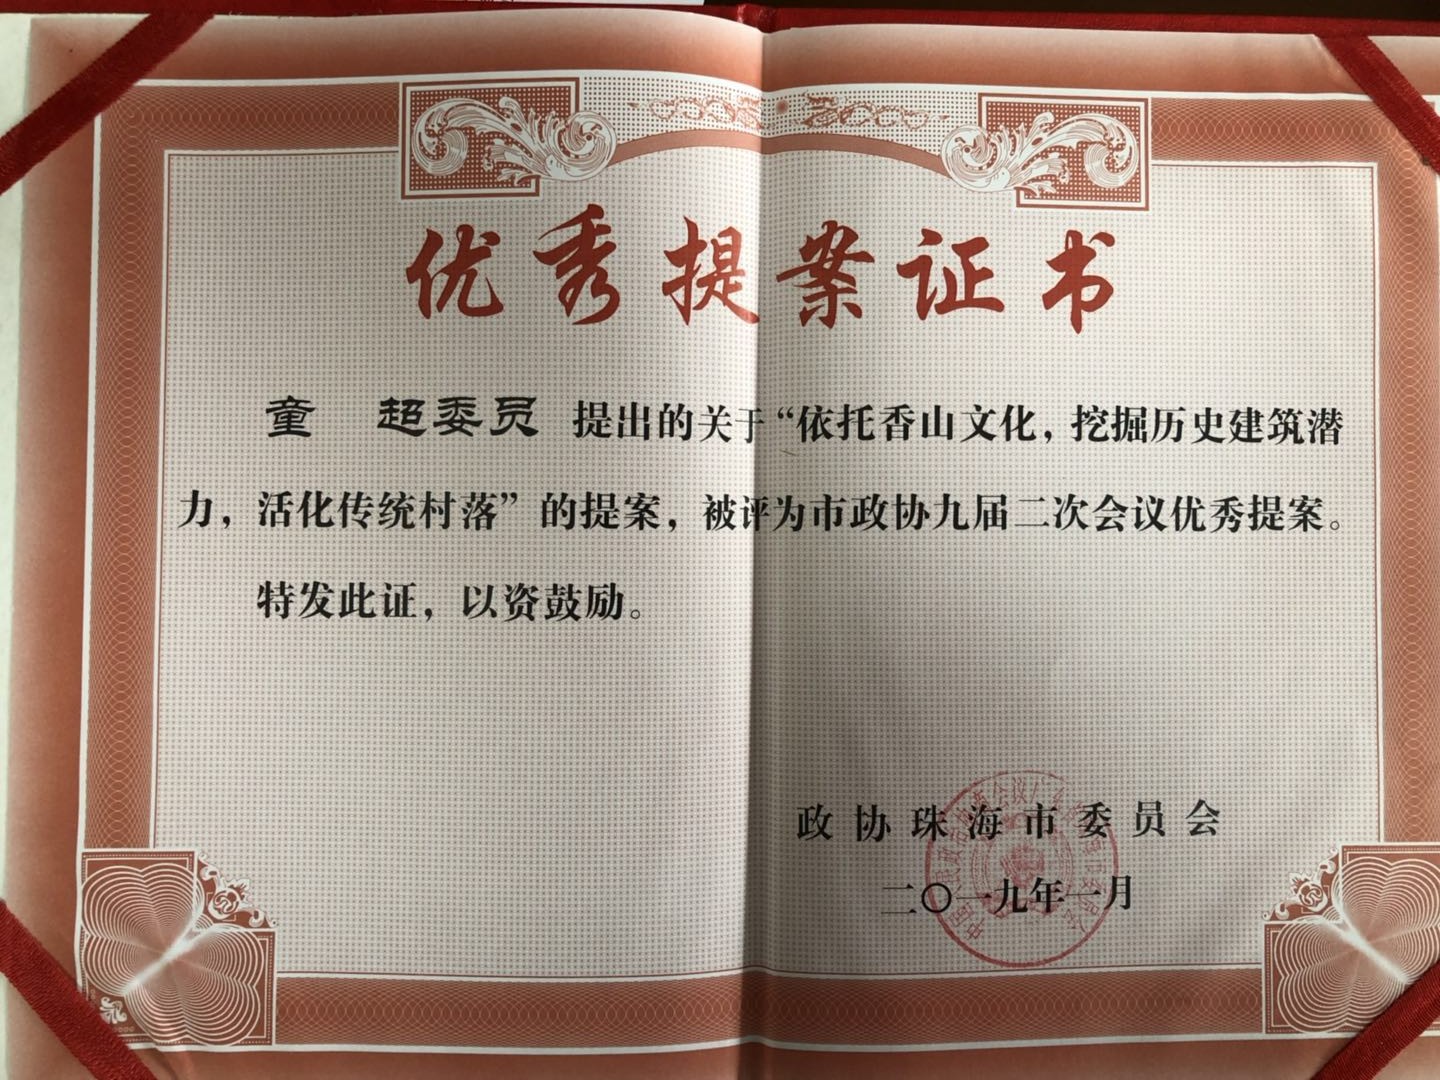 优秀提案证书
童 超委员 提出的关于“依托香山文化，挖掘历史建筑潜
力，活化传统村落”的提案，被评为市政协九届二次会议优秀提案。
特发此证，以资鼓励。
政协珠海市委员会
二〇一九年一月